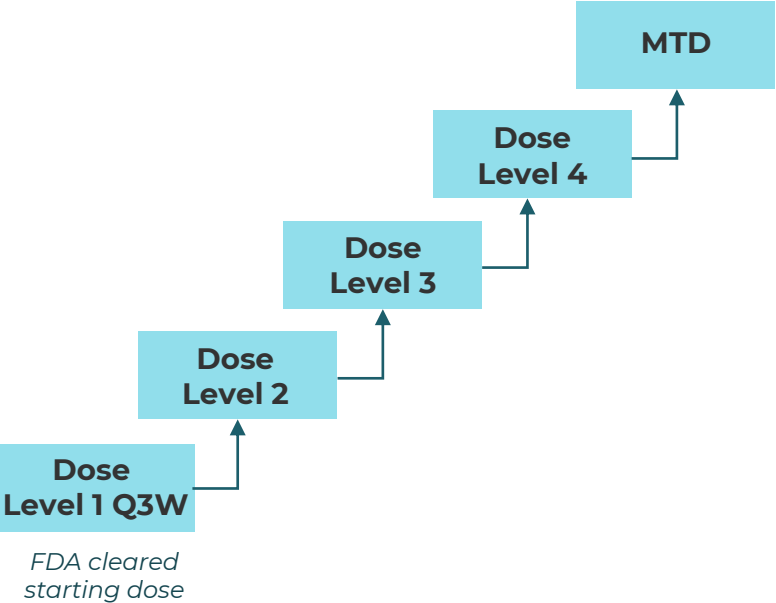 MTD
Dose
Level 4
Dose
Level 3
Dose
Level 2
Dose
Level 1 Q3W
FDA cleared
starting dose